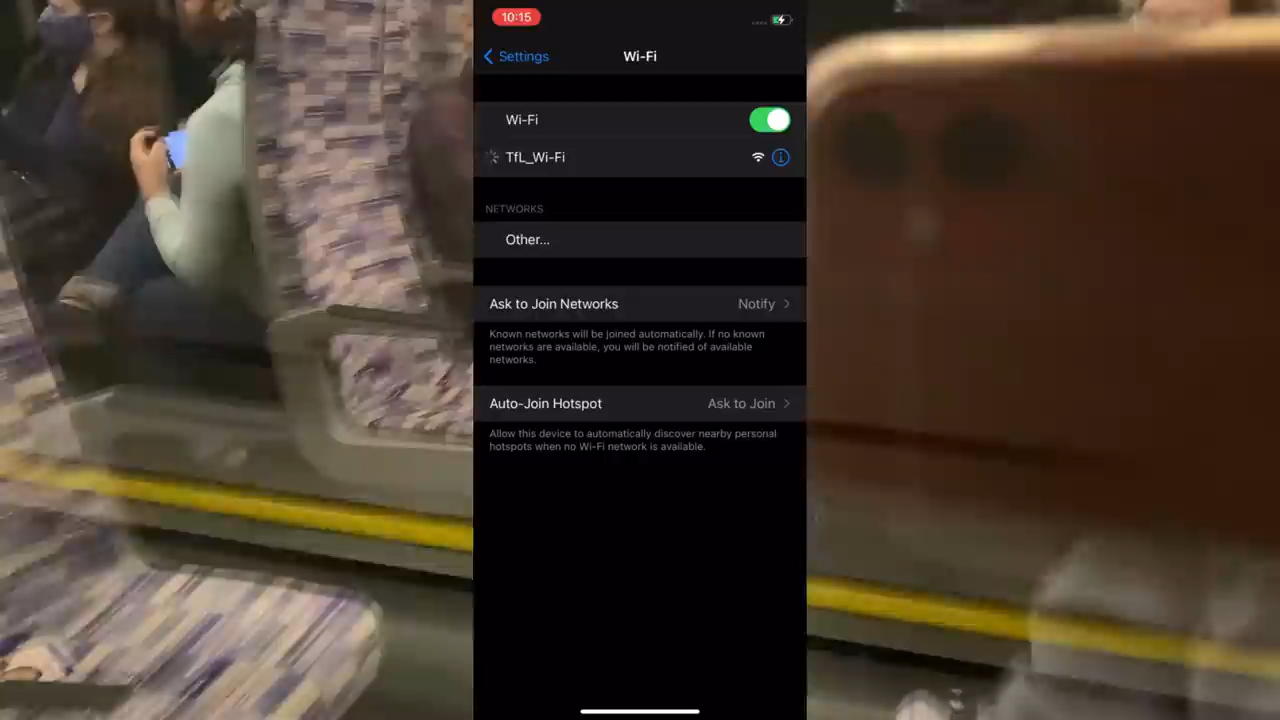 10:15
Settings
Wi-Fi
Wi-Fi
TfL_Wi-Fi
NETWORKS
Other...
Ask to Join Networks Notify
Known networks will be joined automatically. If no known
networks are available, you will be notified of available
networks.
Auto-Join Hotspot Ask to Join
Allow this device to automatically discover nearby personal
hotspots when no Wi-Fi network is available.